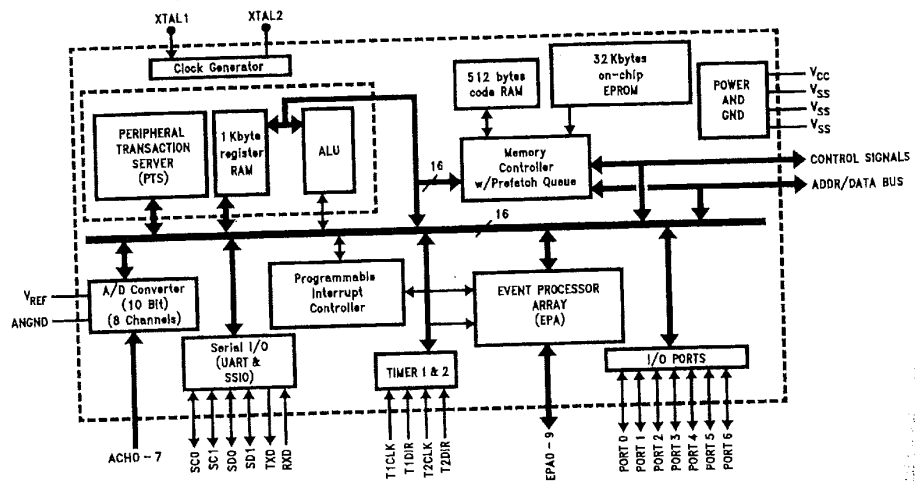 XTAL1
XTAL2
Clock Generator
PERIPHERAL
TRANSACTION
SERVER
(PTS)
1 Kbyte
register
RAM
ALU
512 bytes
code RAM
32 Kbytes
on-chip
EPROM
POWER
AND
GND
VCC
VSS
VSS
VSS
Memory
Controller
w/Prefetch Queue
16
CONTROL SIGNALS
ADDR/DATA BUS
16
VREF
ANGND
A/D Converter
(10 Bit)
(8 Channels)
Programmable
Interrupt
Controller
EVENT PROCESSOR
ARRAY
(EPA)
Serial I/O
(UART &
SSIO)
TIMER 1 & 2
I/O PORTS
ACH0-7
SC0
SC1
SD0
SD1
TXD
RXD
T1CLK
T1DIR
T2CLK
T2DIR
EPA0-9
PORT 0
PORT 1
PORT 2
PORT 3
PORT 4
PORT 5
PORT 6